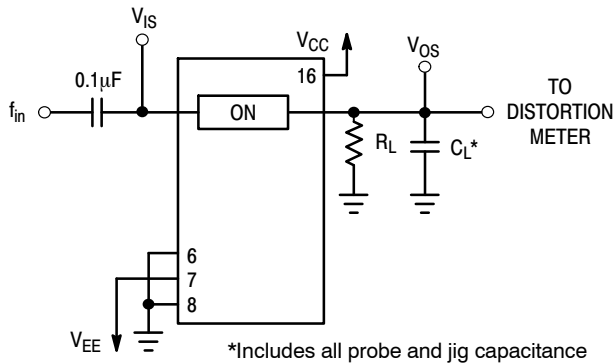 V_IS
V_CC
V_OS
0.1μF
16
TO
DISTORTION
METER
f_in
ON
R_L
C_L*
6
7
8
V_EE
*Includes all probe and jig capacitance